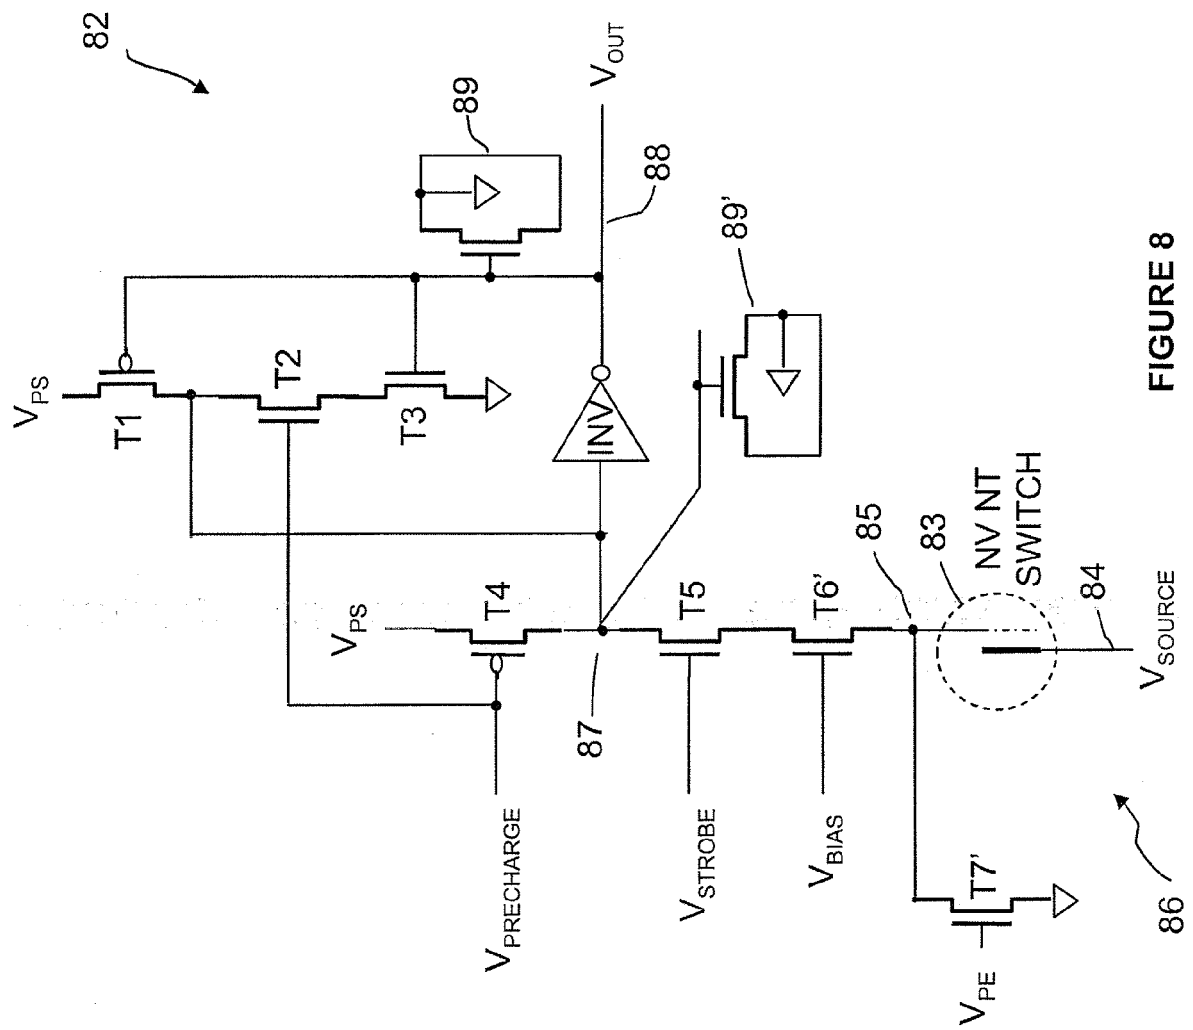 82
V_PS
T1
T2
T3
89
V_OUT
88
89'
INV
V_PS
T4
87
T5
T6'
85
83
NV NT
SWITCH
84
V_SOURCE
V_PRECHARGE
V_STROBE
V_BIAS
T7'
V_PE
86
FIGURE 8